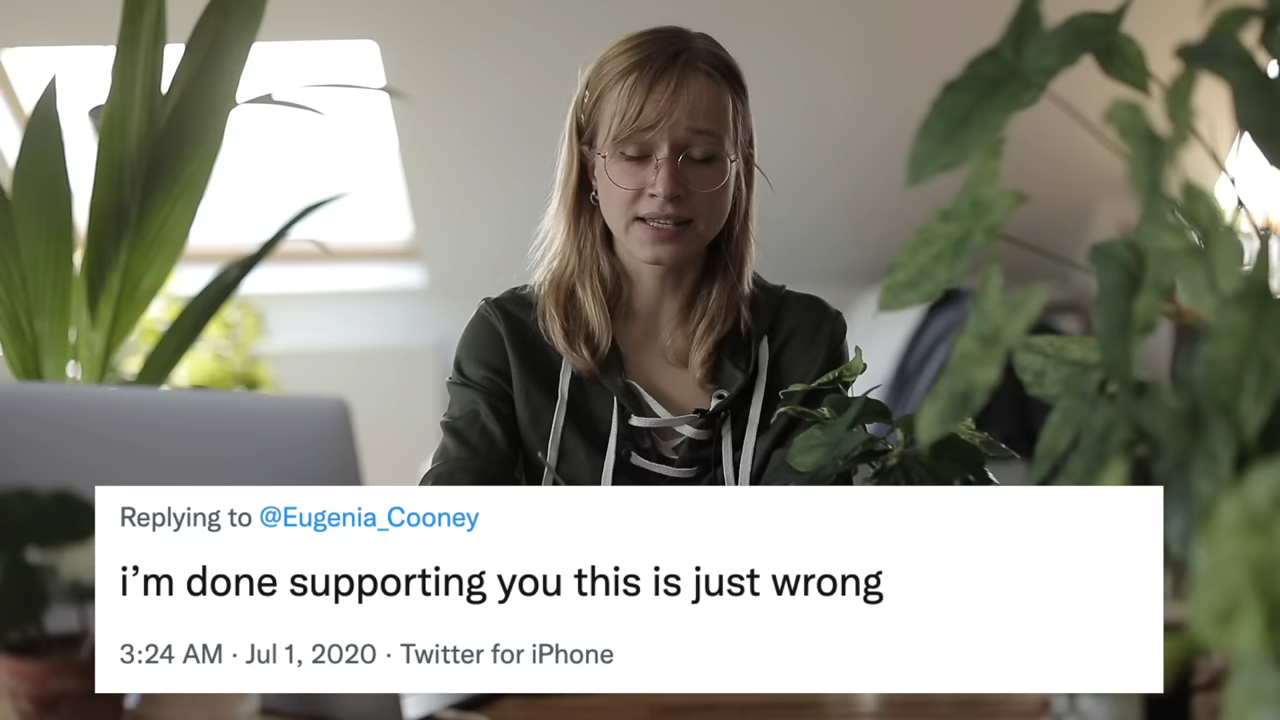 Replying to @Eugenia_Cooney
i’m done supporting you this is just wrong
3:24 AM · Jul 1, 2020 · Twitter for iPhone